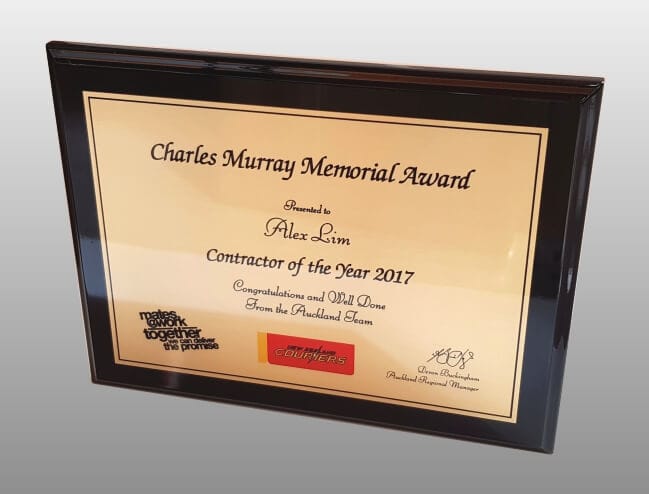 Charles Murray Memorial Award
Presented to
Alex Lim
Contractor of the Year 2017
Congratulations and Well Done
From the Auckland Team
mates
@work
together
we can deliver
the promise
NEW ZEALAND
COURIERS
Devon Buckingham
Auckland Regional Manager